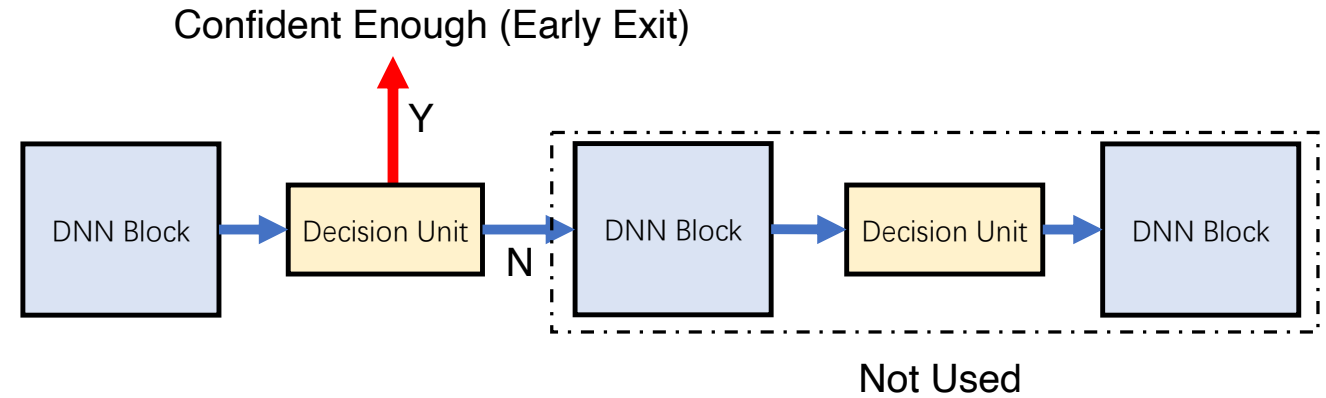 Confident Enough (Early Exit)
Y
DNN Block
Decision Unit
N
DNN Block
Decision Unit
DNN Block
Not Used